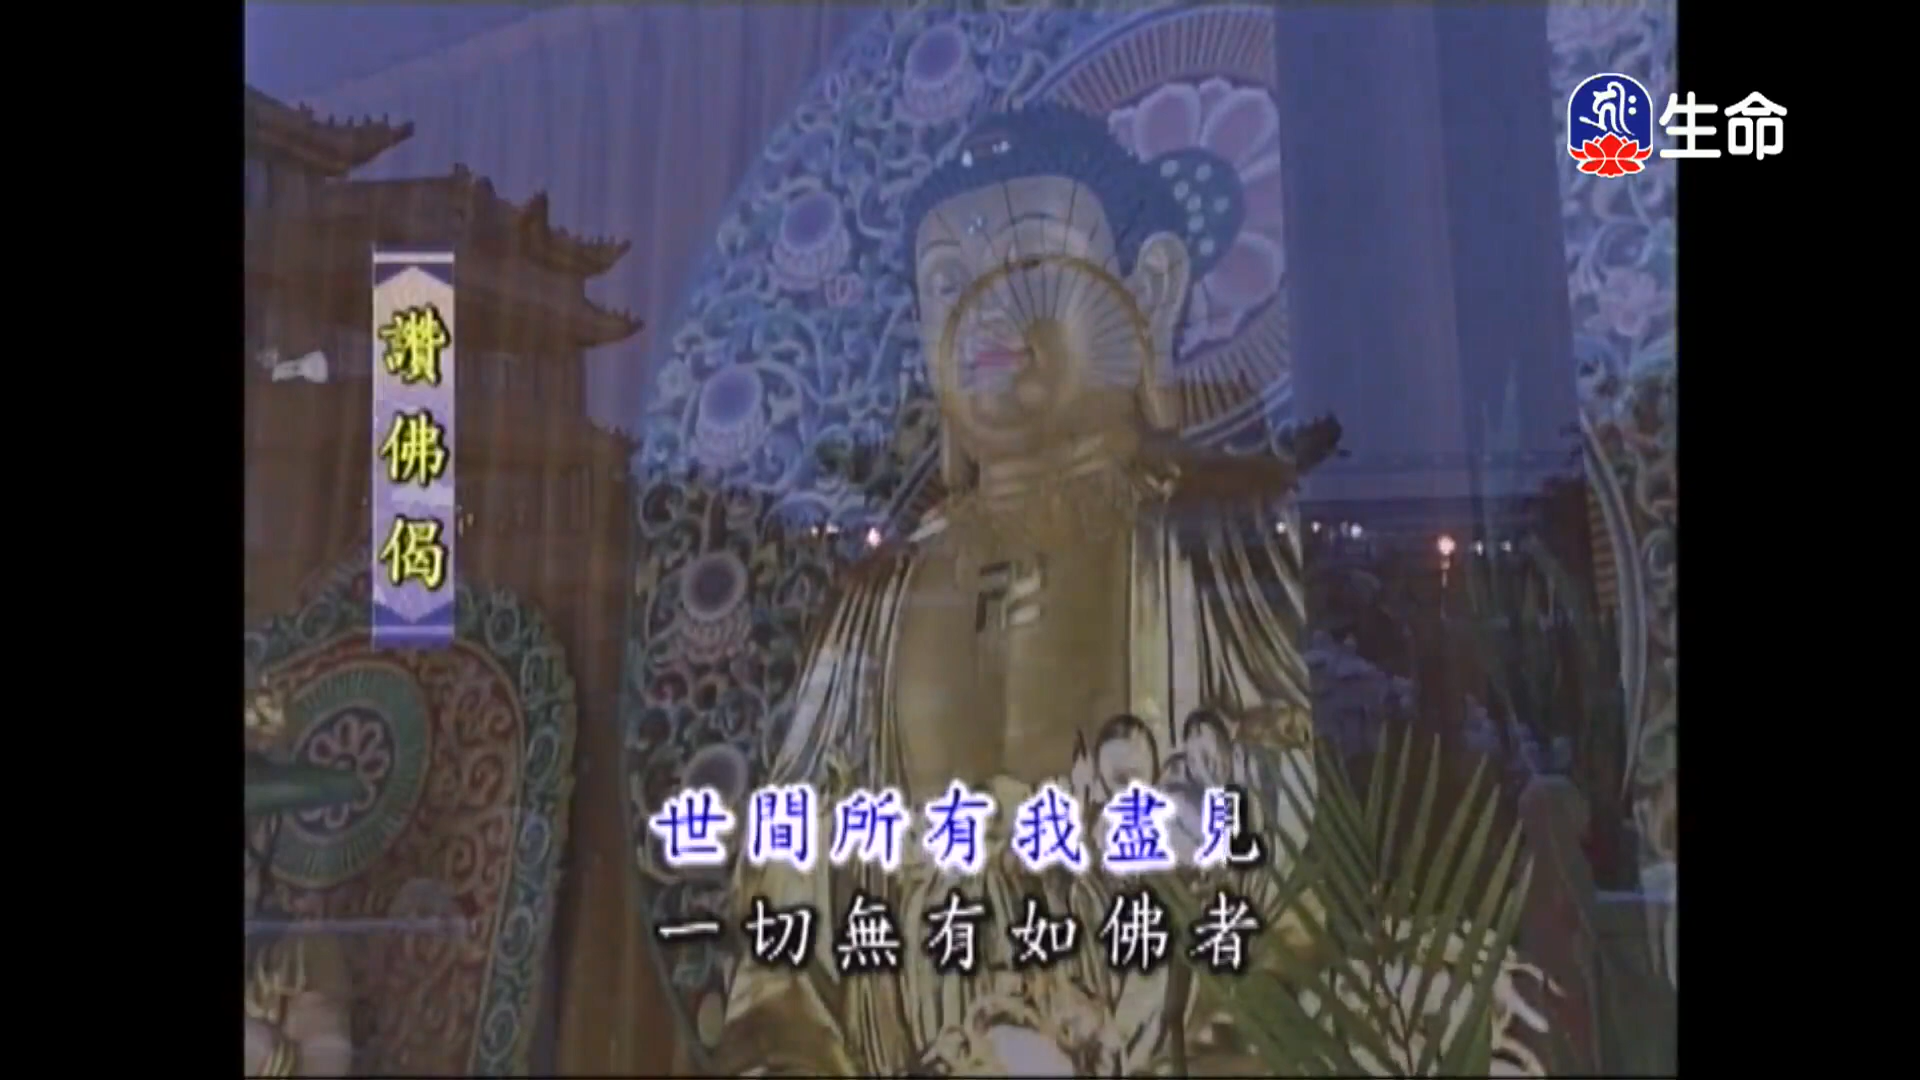 生命
讚佛偈
世間所有我盡見
一切無有如佛者